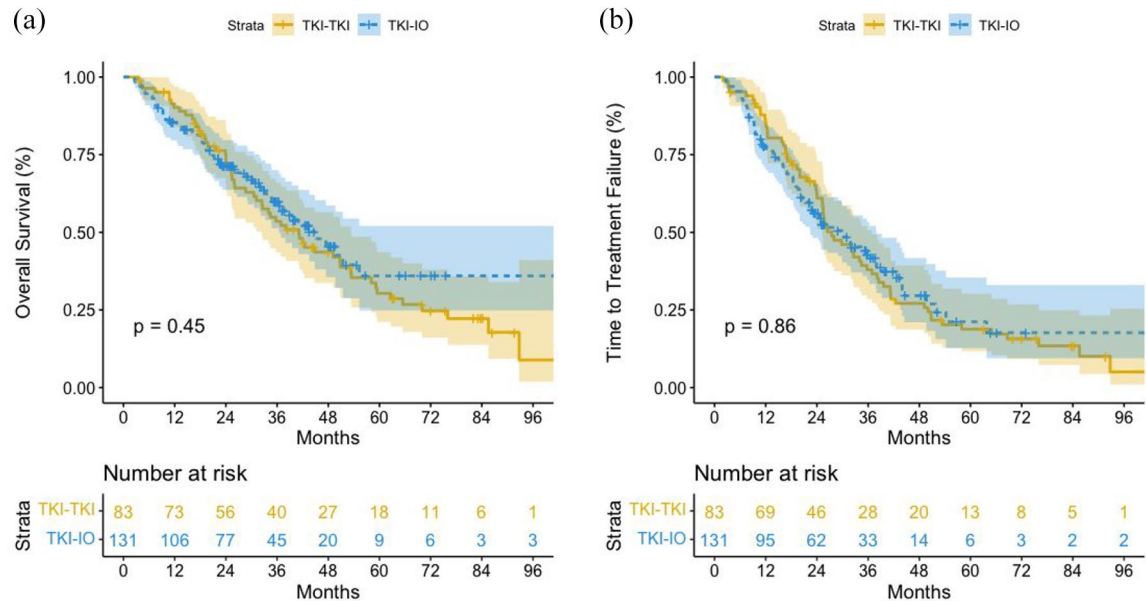 (a)
Strata TKI-TKI TKI-IO
Overall Survival (%)
1.00
0.75
0.50
0.25
0.00
p = 0.45
0 12 24 36 48 60 72 84 96
Months
Number at risk
Strata
TKI-TKI 83 73 56 40 27 18 11 6 1
TKI-IO 131 106 77 45 20 9 6 3 3
0 12 24 36 48 60 72 84 96
Months
(b)
Strata TKI-TKI TKI-IO
Time to Treatment Failure (%)
1.00
0.75
0.50
0.25
0.00
p = 0.86
0 12 24 36 48 60 72 84 96
Months
Number at risk
Strata
TKI-TKI 83 69 46 28 20 13 8 5 1
TKI-IO 131 95 62 33 14 6 3 2 2
0 12 24 36 48 60 72 84 96
Months